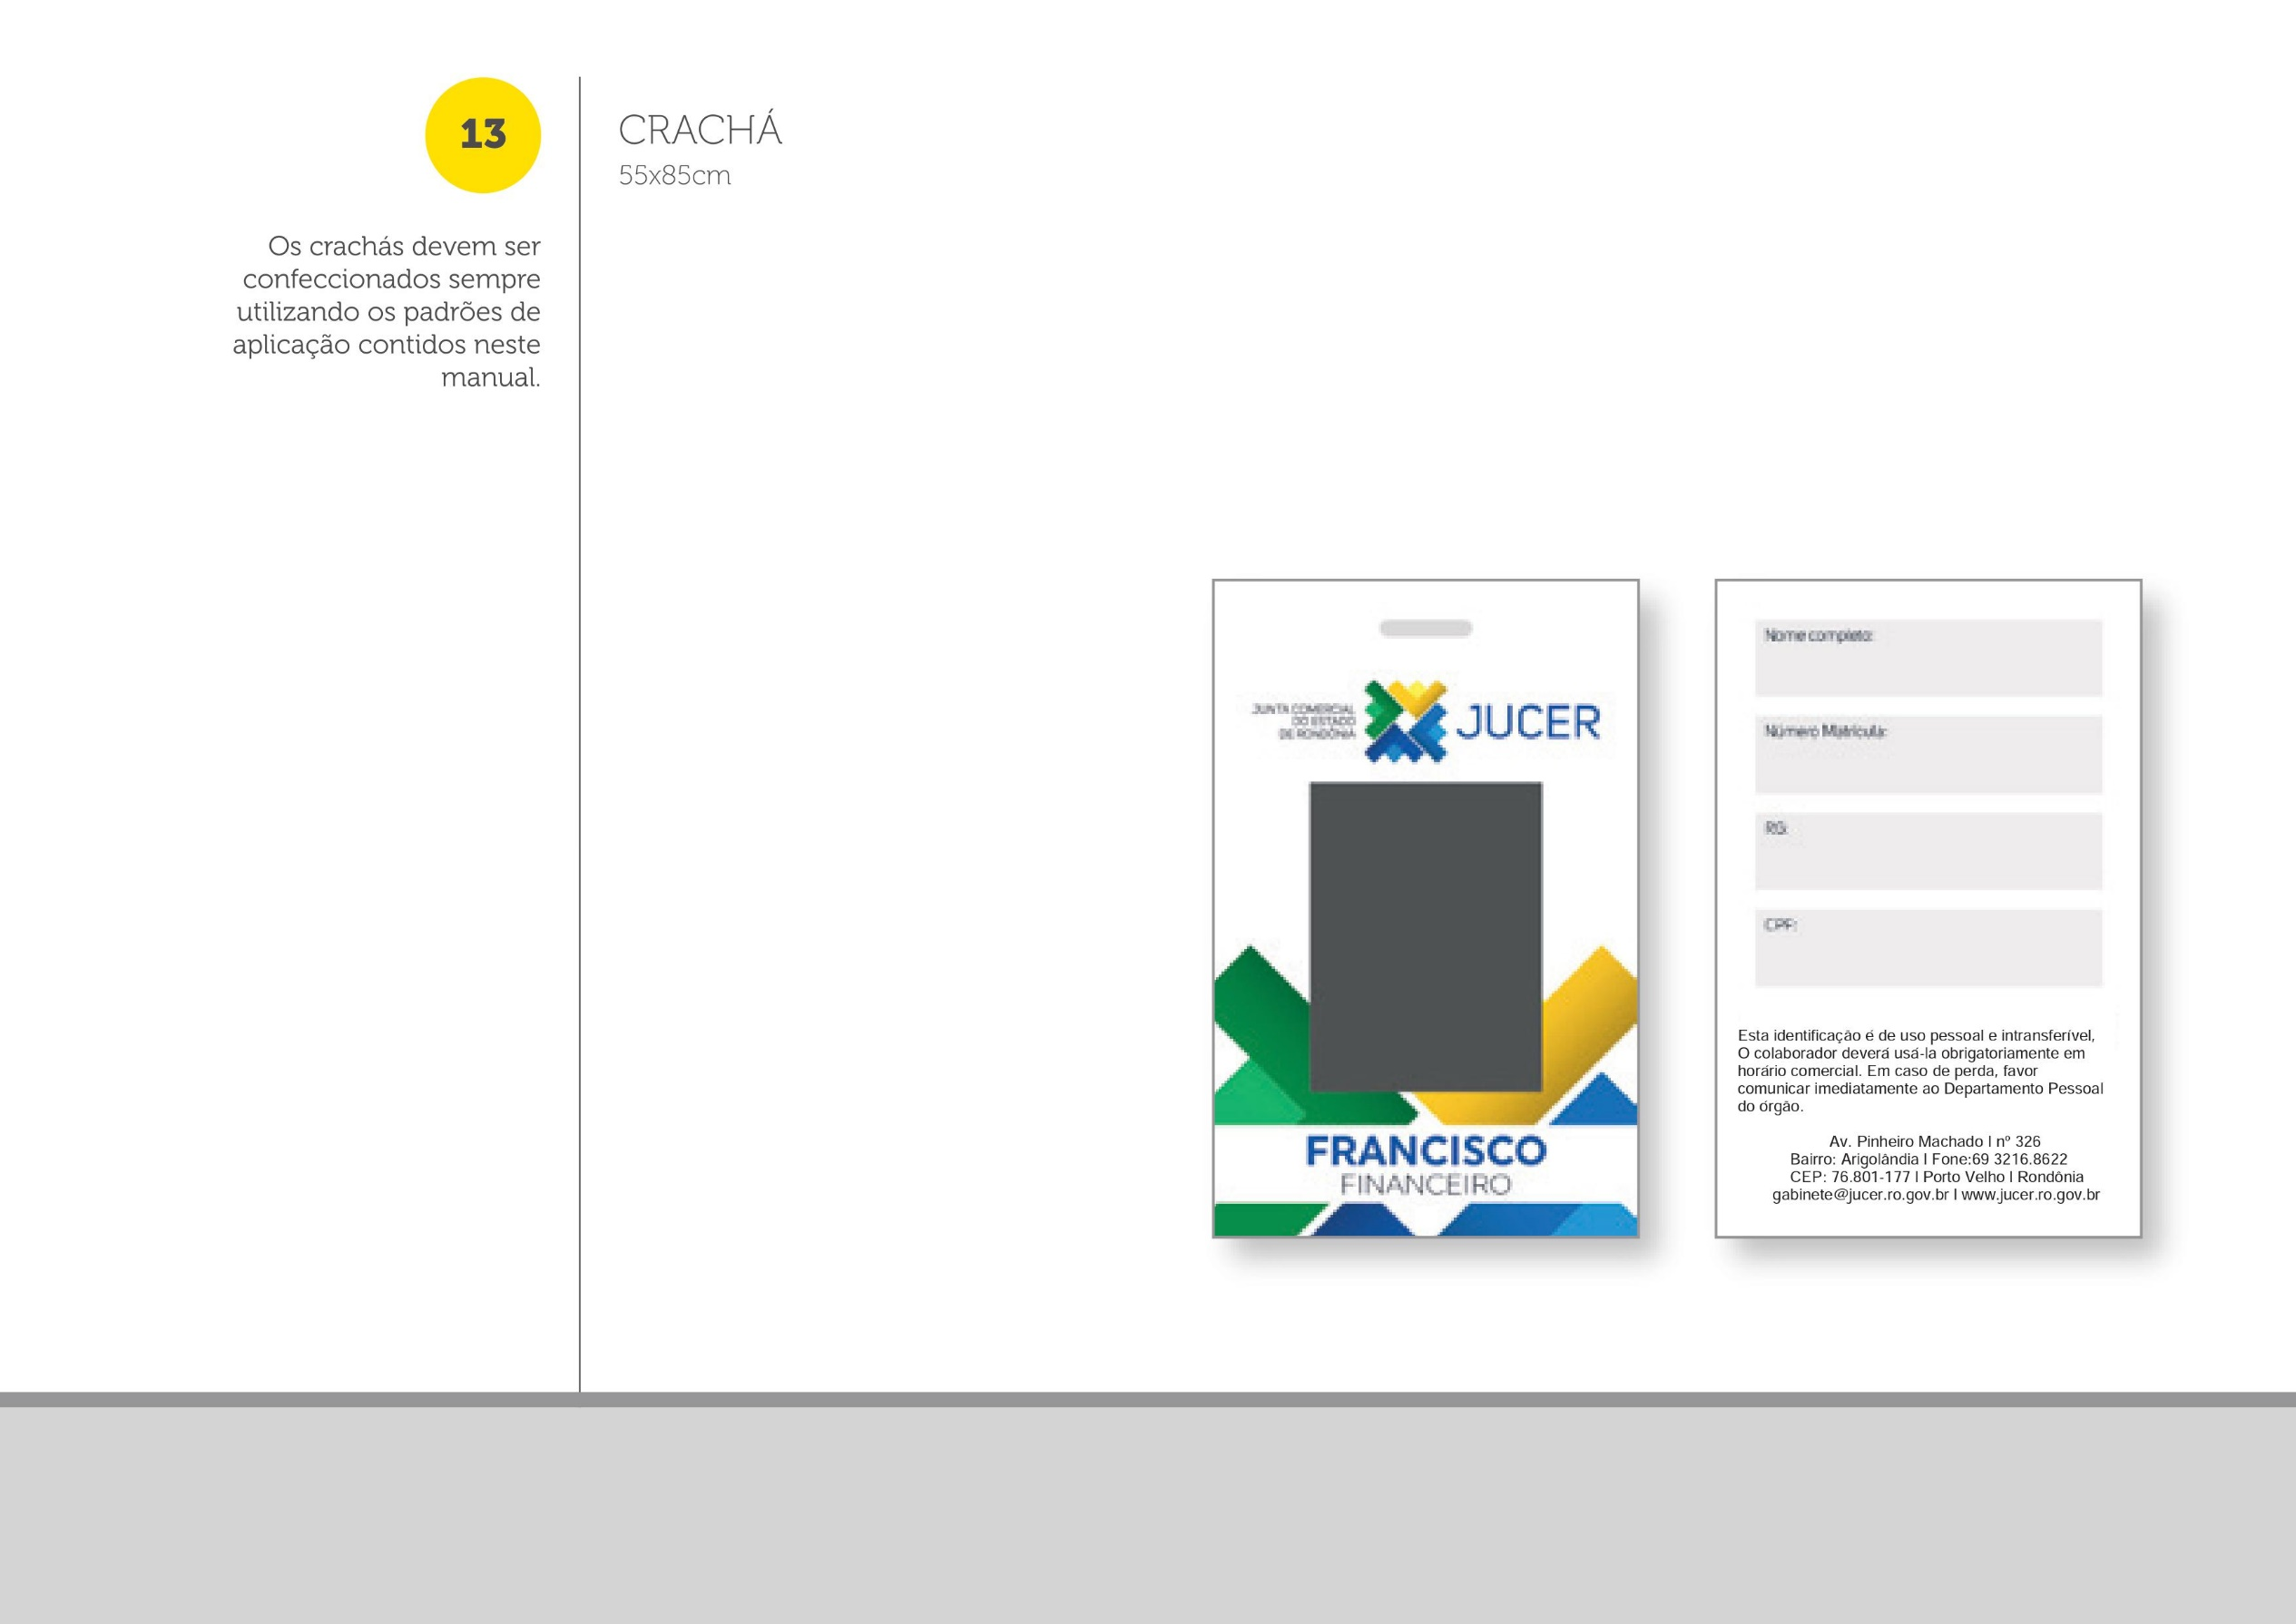 13
Os crachás devem ser
confeccionados sempre
utilizando os padrões de
aplicação contidos neste
manual.
CRACHÁ
55x85cm
JUNTA COMERCIAL
DO ESTADO
DE RONDÔNIA
JUCER
FRANCISCO
FINANCEIRO
Nome completo:
Número Matrícula:
RG:
CPF:
Esta identificação é de uso pessoal e intransferível,
O colaborador deverá usá-la obrigatoriamente em
horário comercial. Em caso de perda, favor
comunicar imediatamente ao Departamento Pessoal
do órgão.
Av. Pinheiro Machado I nº 326
Bairro: Arigolândia I Fone:69 3216.8622
CEP: 76.801-177 I Porto Velho I Rondônia
gabinete@jucer.ro.gov.br I www.jucer.ro.gov.br